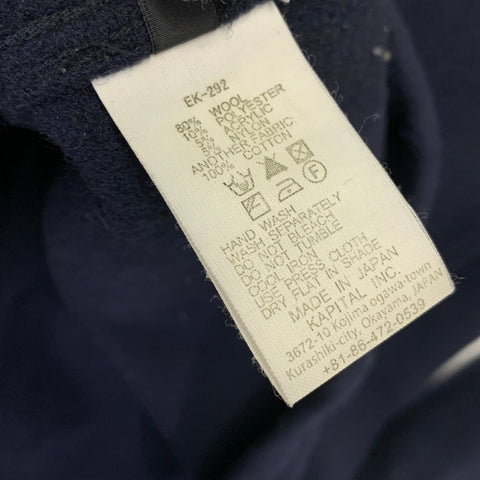 EK-292
80% WOOL
10% POLYESTER
5% ACRYLIC
5% NYLON
ANOTHER FABRIC.
100% COTTON
F
HAND WASH
WASH SEPARATELY
DO NOT BLEACH
DO NOT TUMBLE
COOL IRON
USE PRESS CLOTH
DRY FLAT IN SHADE
MADE IN JAPAN
KAPITAL INC.
3672-10 Kojima ogawa-town
Kurashiki-city, Okayama, JAPAN
+81-86-472-0539